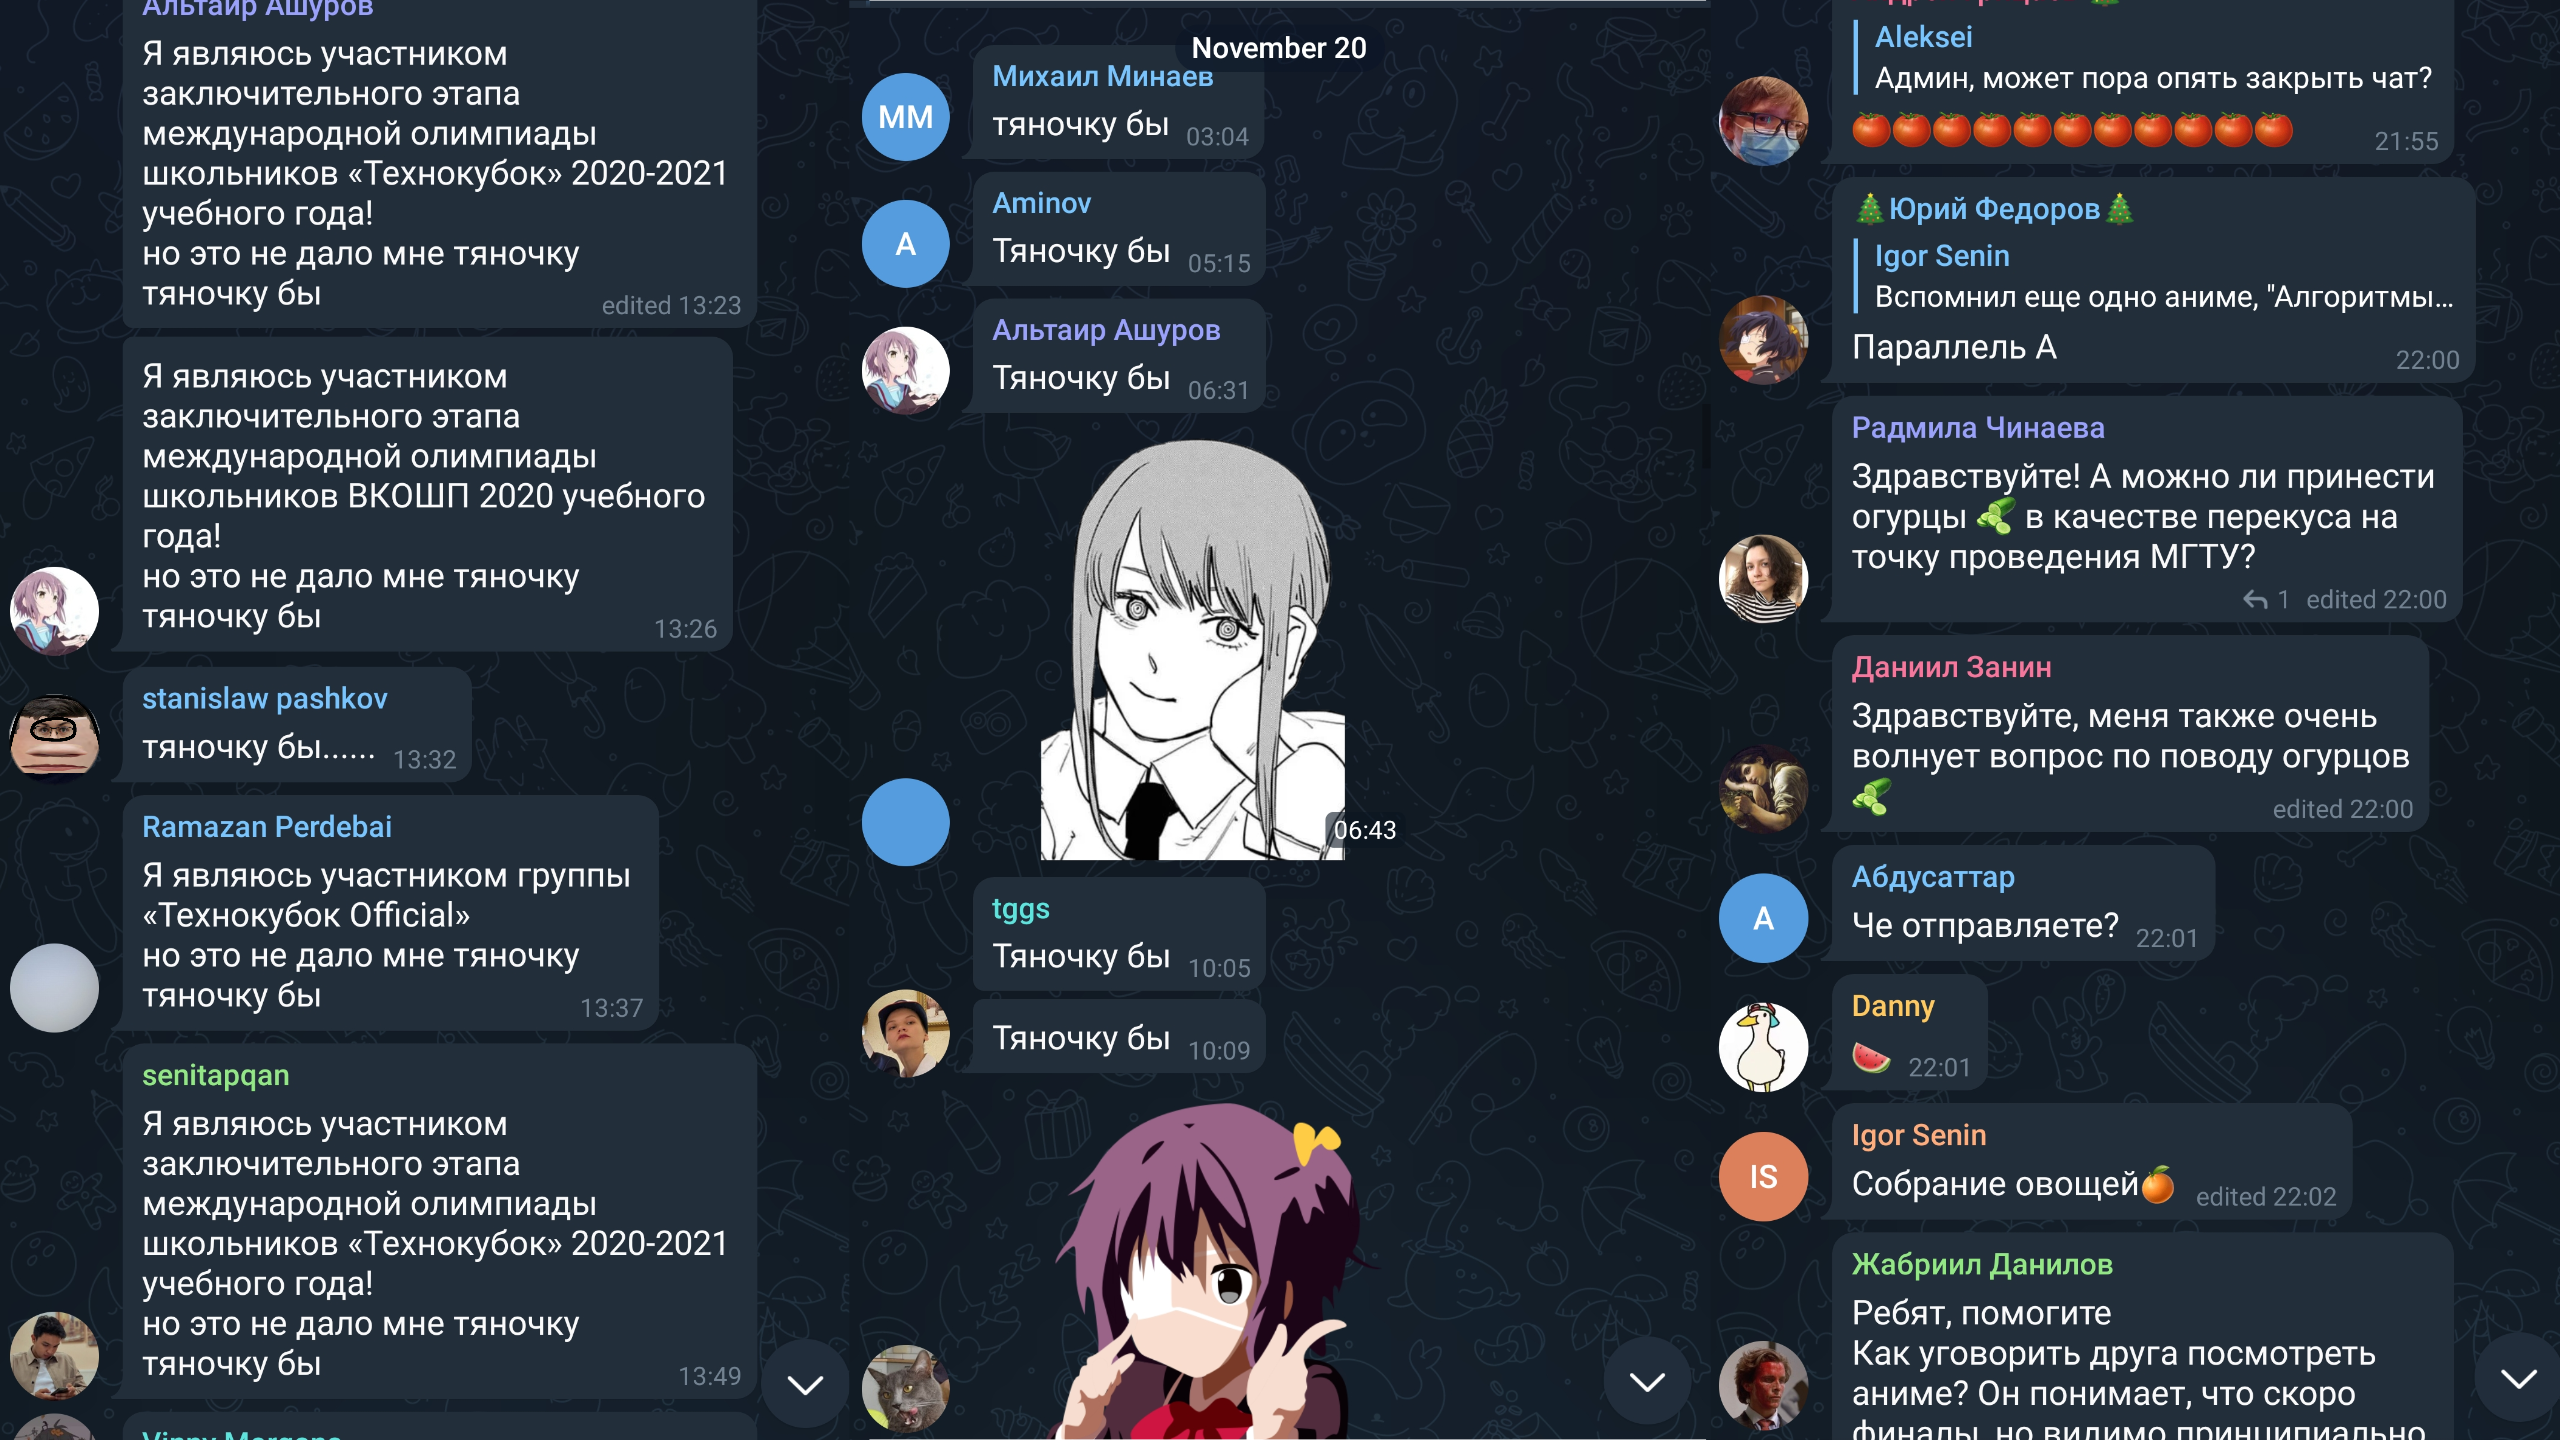 Альтаир Ашуров
Я являюсь участником
заключительного этапа
международной олимпиады
школьников «Технокубок» 2020-2021
учебного года!
но это не дало мне тяночку
тяночку бы
edited 13:23
Я являюсь участником
заключительного этапа
международной олимпиады
школьников ВКОШП 2020 учебного
года!
но это не дало мне тяночку
тяночку бы
13:26
stanislaw pashkov
тяночку бы......
13:32
Ramazan Perdebai
Я являюсь участником группы
«Технокубок Official»
но это не дало мне тяночку
тяночку бы
13:37
senitapqan
Я являюсь участником
заключительного этапа
международной олимпиады
школьников «Технокубок» 2020-2021
учебного года!
но это не дало мне тяночку
тяночку бы
13:49
November 20
MM
Михаил Минаев
тяночку бы
03:04
A
Aminov
Тяночку бы
05:15
Альтаир Ашуров
Тяночку бы
06:31
06:43
tggs
Тяночку бы
10:05
Тяночку бы
10:09
Aleksei
Админ, может пора опять закрыть чат?
🍅🍅🍅🍅🍅🍅🍅🍅🍅🍅🍅
21:55
🎄Юрий Федоров🎄
Igor Senin
Вспомнил еще одно аниме, "Алгоритмы...
Параллель А
22:00
Радмила Чинаева
Здравствуйте! А можно ли принести
огурцы 🥒 в качестве перекуса на
точку проведения МГТУ?
1 edited 22:00
Даниил Занин
Здравствуйте, меня также очень
волнует вопрос по поводу огурцов
🥒
edited 22:00
А
Абдусаттар
Че отправляете?
22:01
Danny
🍉
22:01
IS
Igor Senin
Собрание овощей🍊
edited 22:02
Жабриил Данилов
Ребят, помогите
Как уговорить друга посмотреть
аниме? Он понимает, что скоро
финалы, но видимо принципиально